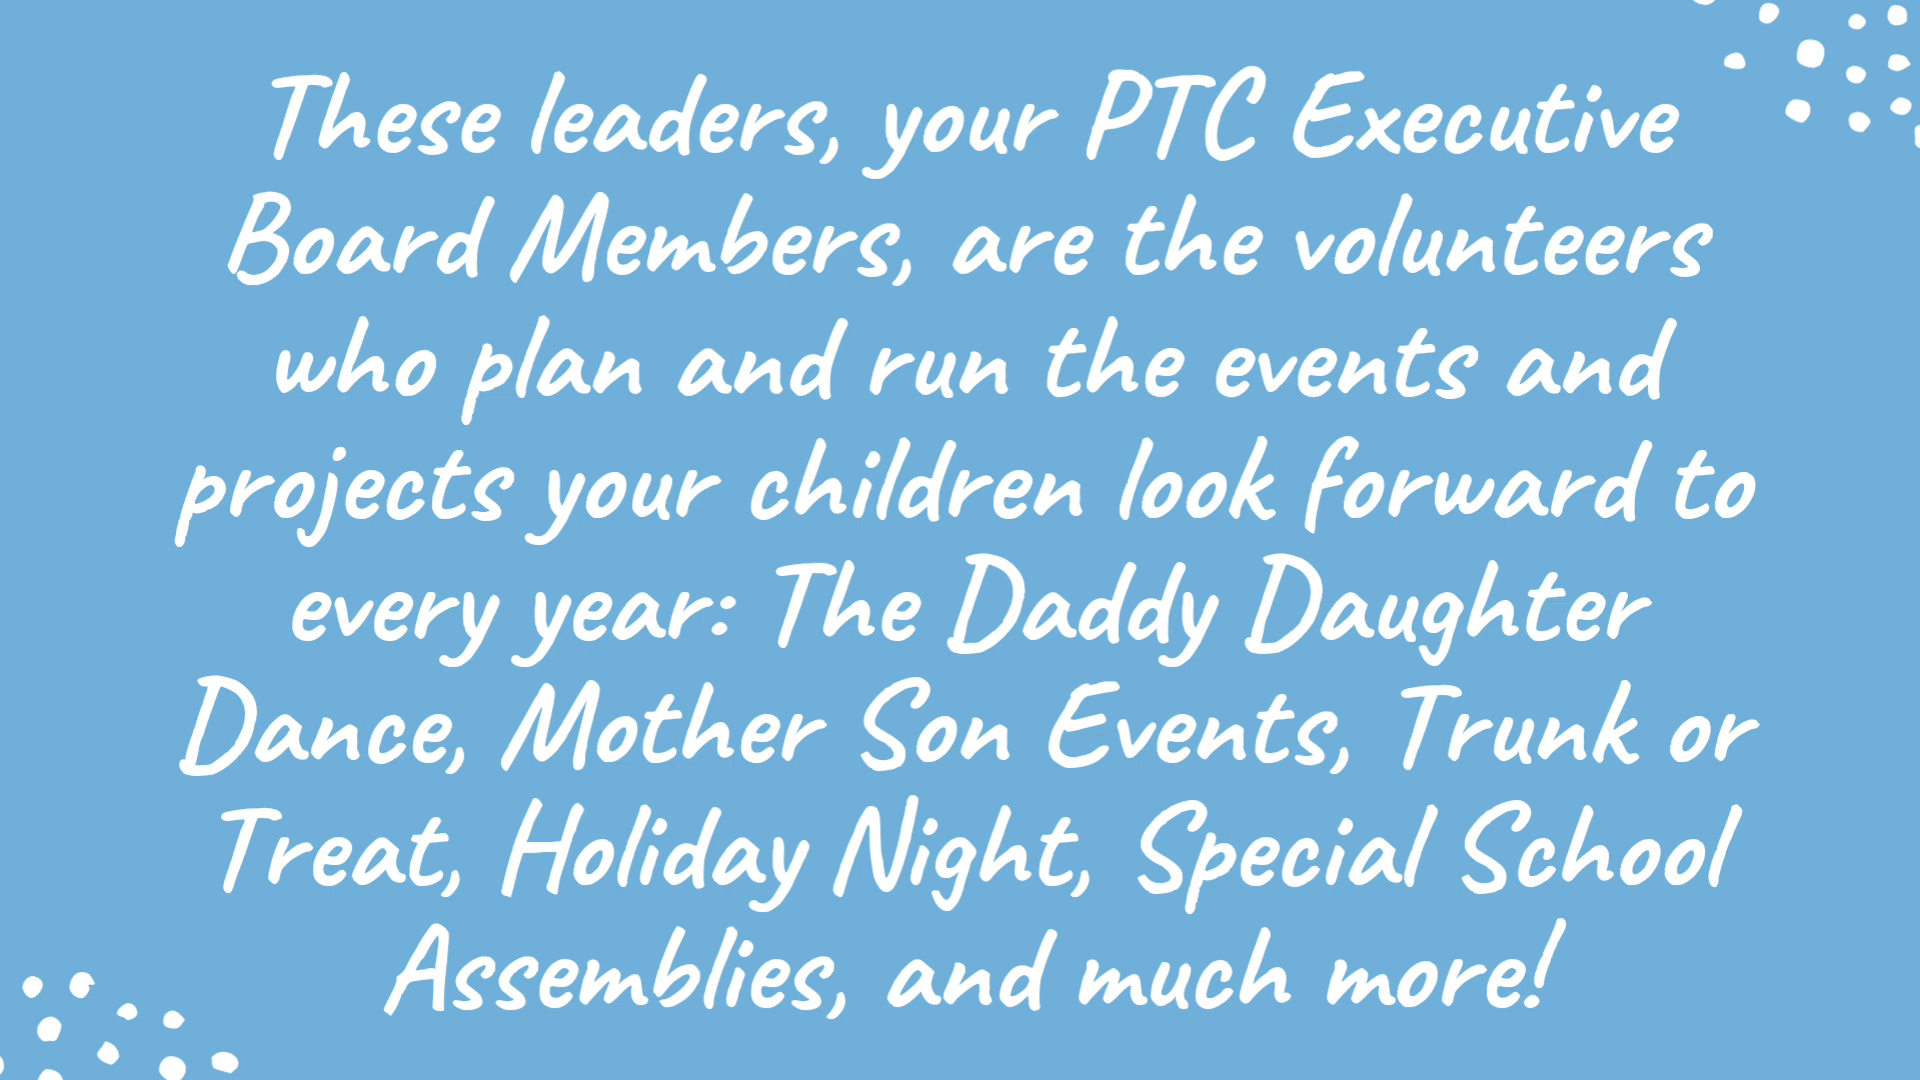 These leaders, your PTC Executive
Board Members, are the volunteers
who plan and run the events and
projects your children look forward to
every year: The Daddy Daughter
Dance, Mother Son Events, Trunk or
Treat, Holiday Night, Special School
Assemblies, and much more!